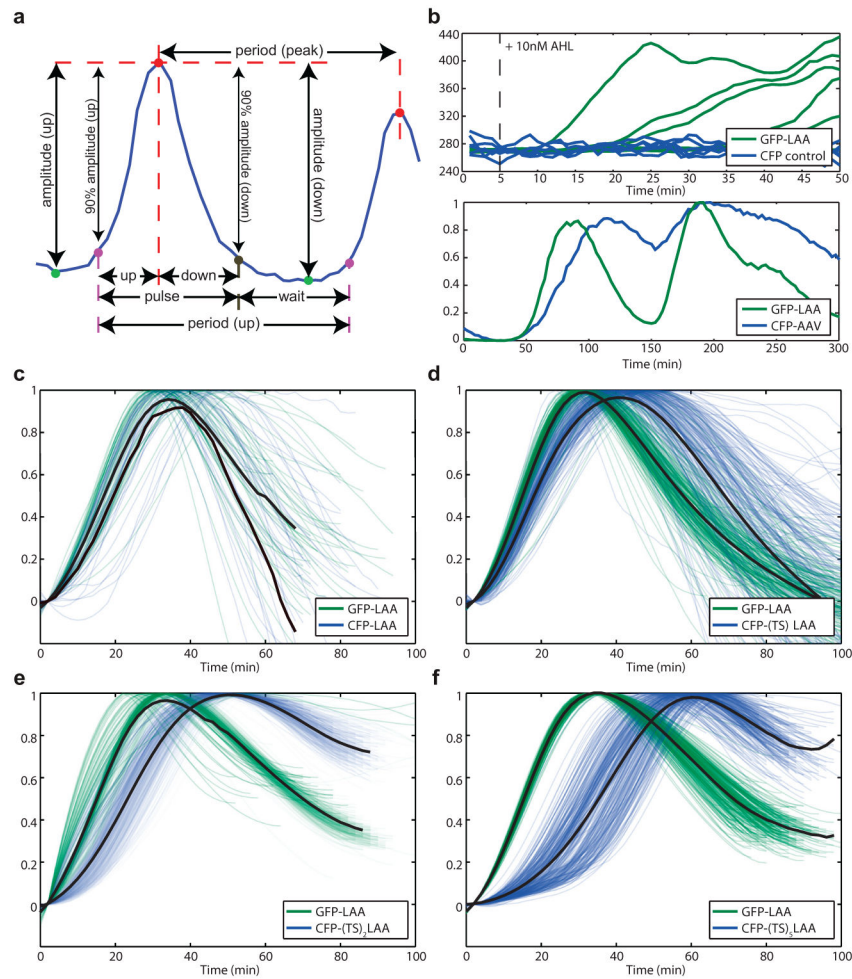 a
period (peak)
amplitude (up)
90% amplitude (up)
90% amplitude (down)
amplitude (down)
up
down
pulse
wait
period (up)
b
440
400
360
320
280
240
+ 10nM AHL
GFP-LAA
CFP control
1 10 20 30 40 50
Time (min)
1
0.8
0.6
0.4
0.2
0
GFP-LAA
CFP-AAV
0 50 100 150 200 250 300
Time (min)
c
1
0.8
0.6
0.4
0.2
0
GFP-LAA
CFP-LAA
0 20 40 60 80 100
Time (min)
d
1
0.8
0.6
0.4
0.2
0
GFP-LAA
CFP-(TS) LAA
0 20 40 60 80 100
Time (min)
e
1
0.8
0.6
0.4
0.2
0
GFP-LAA
CFP-(TS)₂LAA
0 20 40 60 80 100
Time (min)
f
1
0.8
0.6
0.4
0.2
0
GFP-LAA
CFP-(TS)₅LAA
0 20 40 60 80 100
Time (min)